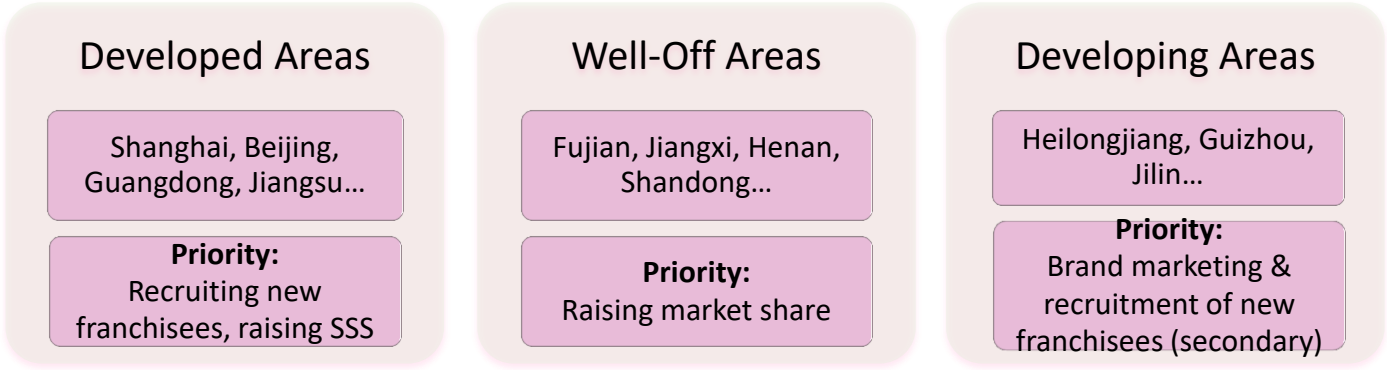 Developed Areas
Shanghai, Beijing,
Guangdong, Jiangsu…
Priority:
Recruiting new
franchisees, raising SSS
Well-Off Areas
Fujian, Jiangxi, Henan,
Shandong…
Priority:
Raising market share
Developing Areas
Heilongjiang, Guizhou,
Jilin…
Priority:
Brand marketing &
recruitment of new
franchisees (secondary)